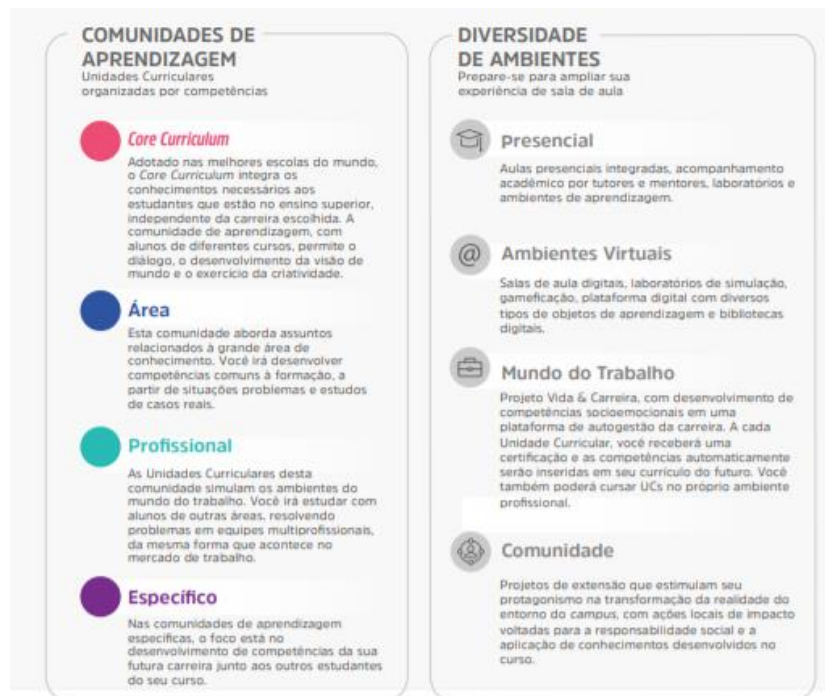 COMUNIDADES DE
APRENDIZAGEM
Unidades Curriculares
organizadas por competências
Core Curriculum
Adotado nas melhores escolas do mundo,
o Core Curriculum integra os
conhecimentos necessários aos
estudantes que estão no ensino superior,
independente da carreira escolhida. A
comunidade de aprendizagem, com
alunos de diferentes cursos, permite o
diálogo, o desenvolvimento da visão de
mundo e o exercício da criatividade.
Área
Esta comunidade aborda assuntos
relacionados à grande área de
conhecimento. Você irá desenvolver
competências comuns à formação, a
partir de situações problemas e estudos
de casos reais.
Profissional
As Unidades Curriculares desta
comunidade simulam os ambientes do
mundo do trabalho. Você irá estudar com
alunos de outras áreas, resolvendo
problemas em equipes multiprofissionais,
da mesma forma que acontece no
mercado de trabalho.
Específico
Nas comunidades de aprendizagem
específicas, o foco está no
desenvolvimento de competências da sua
futura carreira junto aos outros estudantes
do seu curso.
DIVERSIDADE
DE AMBIENTES
Prepare-se para ampliar sua
experiência de sala de aula
Presencial
Aulas presenciais integradas, acompanhamento
acadêmico por tutores e mentores, laboratórios e
ambientes de aprendizagem.
@ Ambientes Virtuais
Salas de aula digitais, laboratórios de simulação,
gameficação, plataforma digital com diversos
tipos de objetos de aprendizagem e bibliotecas
digitais.
Mundo do Trabalho
Projeto Vida & Carreira, com desenvolvimento de
competências socioemocionais em uma
plataforma de autogestão da carreira. A cada
Unidade Curricular, você receberá uma
certificação e as competências automaticamente
serão inseridas em seu currículo do futuro. Você
também poderá cursar UCs no próprio ambiente
profissional.
Comunidade
Projetos de extensão que estimulam seu
protagonismo na transformação da realidade do
entorno do campus, com ações locais de impacto
voltadas para a responsabilidade social e a
aplicação de conhecimentos desenvolvidos no
curso.